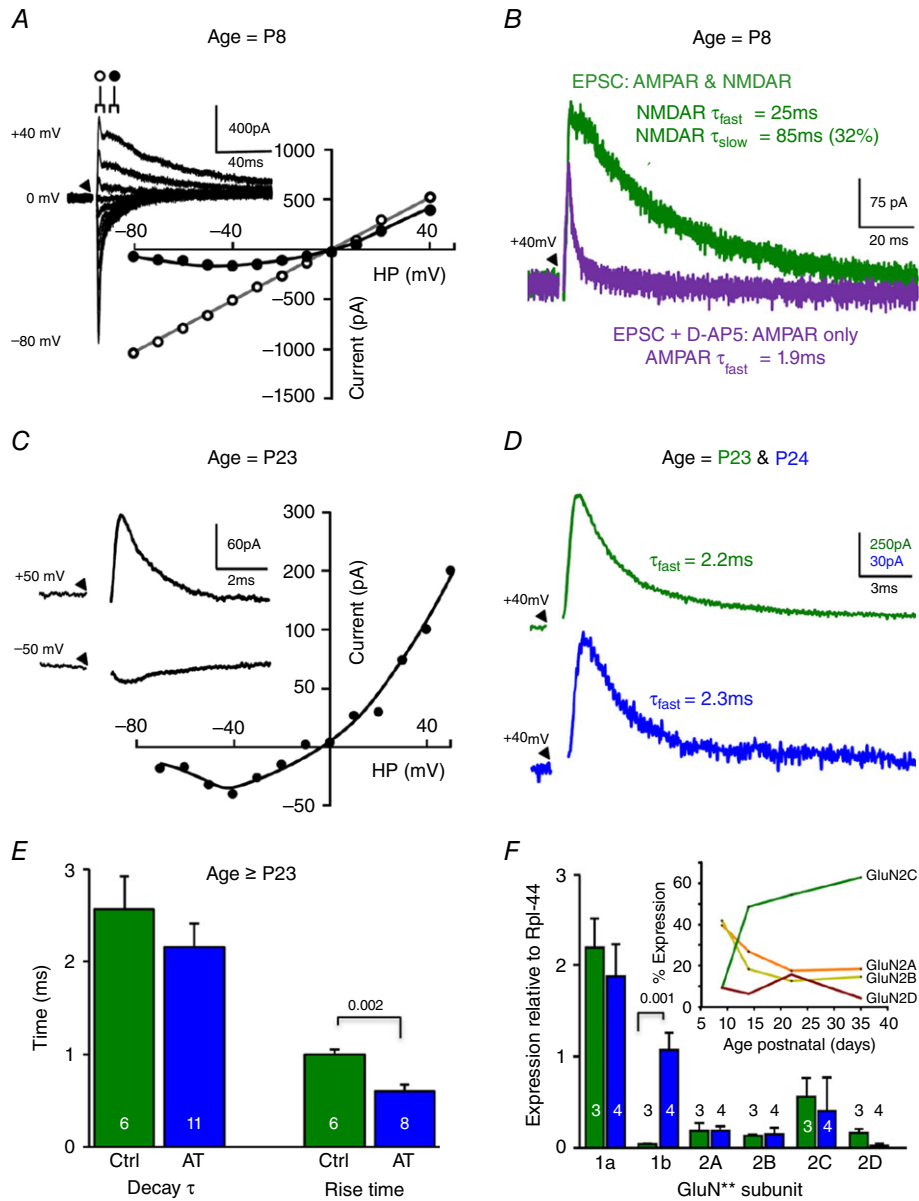 A
Age = P8
+40 mV
0 mV
−80 mV
400pA
40ms
1000
500
−500
−1000
−1500
−80
−40
40
HP (mV)
Current (pA)
B
Age = P8
EPSC: AMPAR & NMDAR
NMDAR τfast = 25ms
NMDAR τslow = 85ms (32%)
75 pA
20 ms
+40mV
EPSC + D-AP5: AMPAR only
AMPAR τfast = 1.9ms
C
Age = P23
+50 mV
−50 mV
60pA
2ms
300
200
100
50
−50
−80
−40
40
HP (mV)
Current (pA)
D
Age = P23 & P24
250pA
30pA
3ms
+40mV
τfast = 2.2ms
+40mV
τfast = 2.3ms
E
Age ≥ P23
3
2
1
0
Time (ms)
0.002
6
11
6
8
Ctrl
AT
Ctrl
AT
Decay τ
Rise time
F
3
2
1
0
Expression relative to Rpl-44
0.001
3
4
3
4
3
4
3
4
3
4
3
4
1a
1b
2A
2B
2C
2D
GluN** subunit
60
40
20
0
% Expression
5
10
15
20
25
30
35
40
Age postnatal (days)
GluN2C
GluN2A
GluN2B
GluN2D